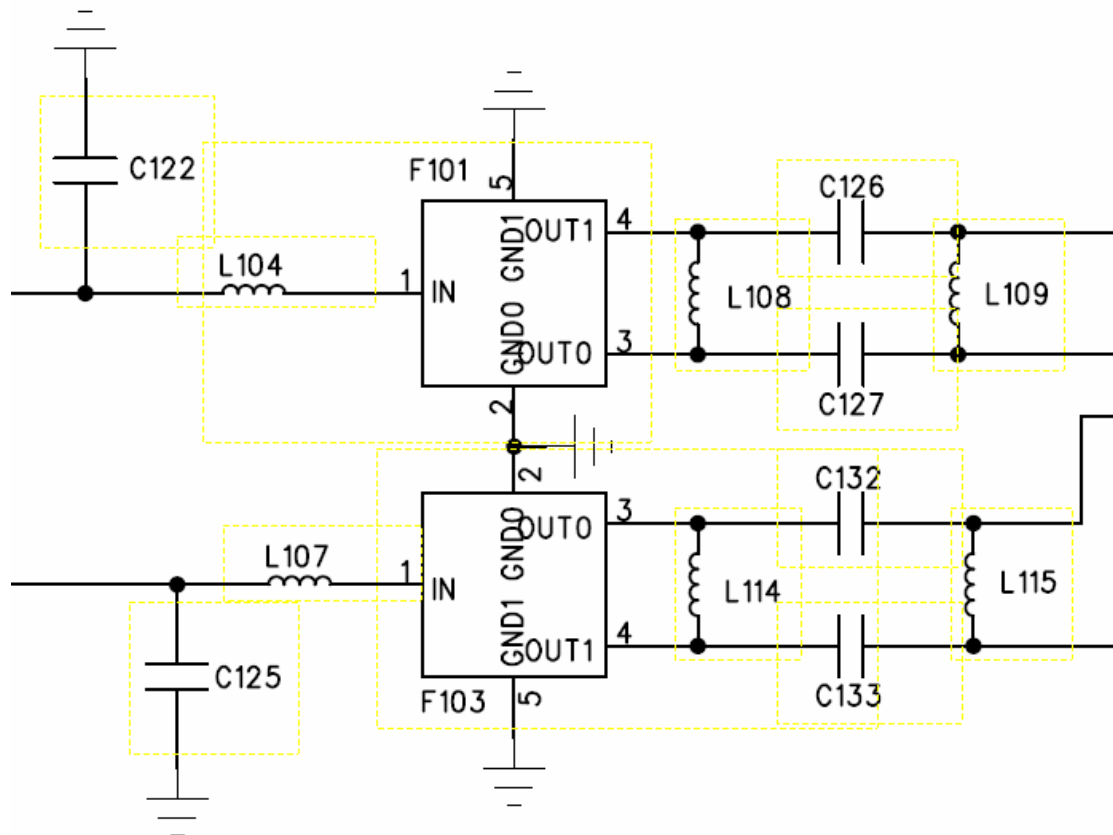 C122
F101
5
C126
L104
1
IN
GND1
OUT1
4
L108
L109
GND0
OUT0
3
2
C127
2
C132
L107
1
IN
GND0
OUT0
3
L114
L115
GND1
OUT1
4
C125
F103
5
C133